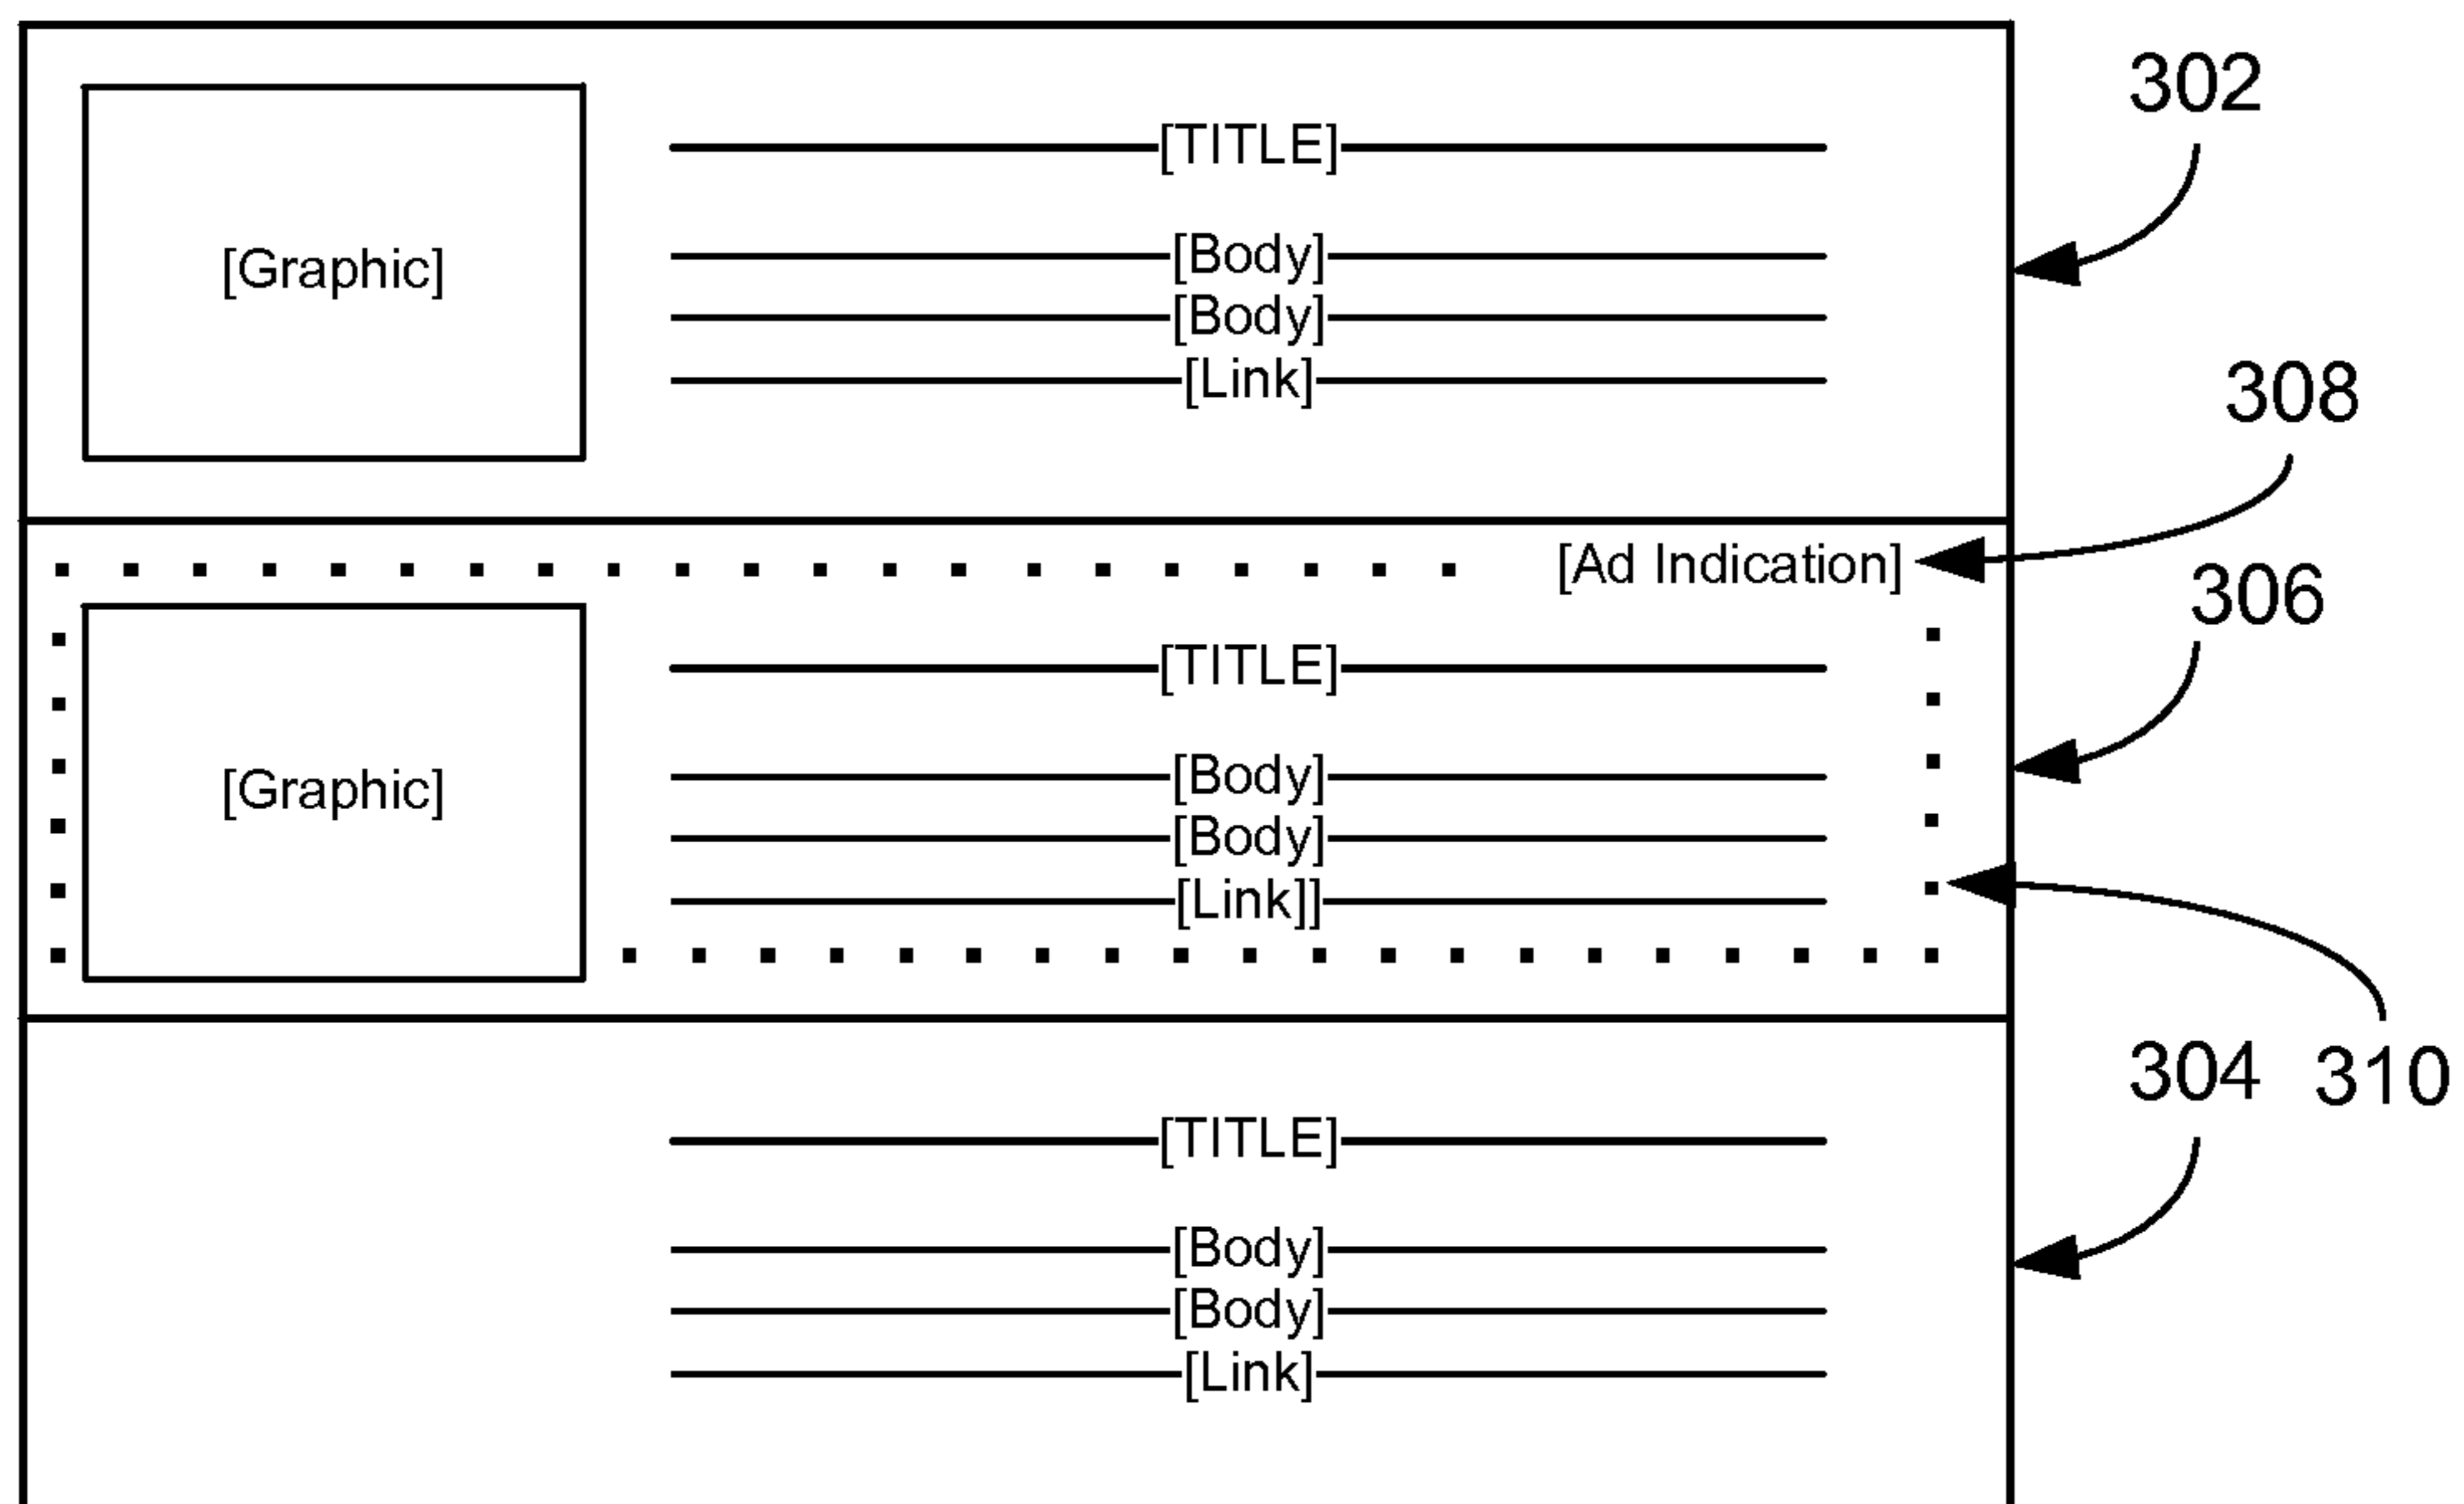 302
[TITLE]
[Body]
[Graphic]
[Body]
[Link]
308
[Ad Indication]
306
[TITLE]
[Body]
[Graphic]
[Body]
[Link]]
304
310
[TITLE]
[Body]
[Body]
[Link]